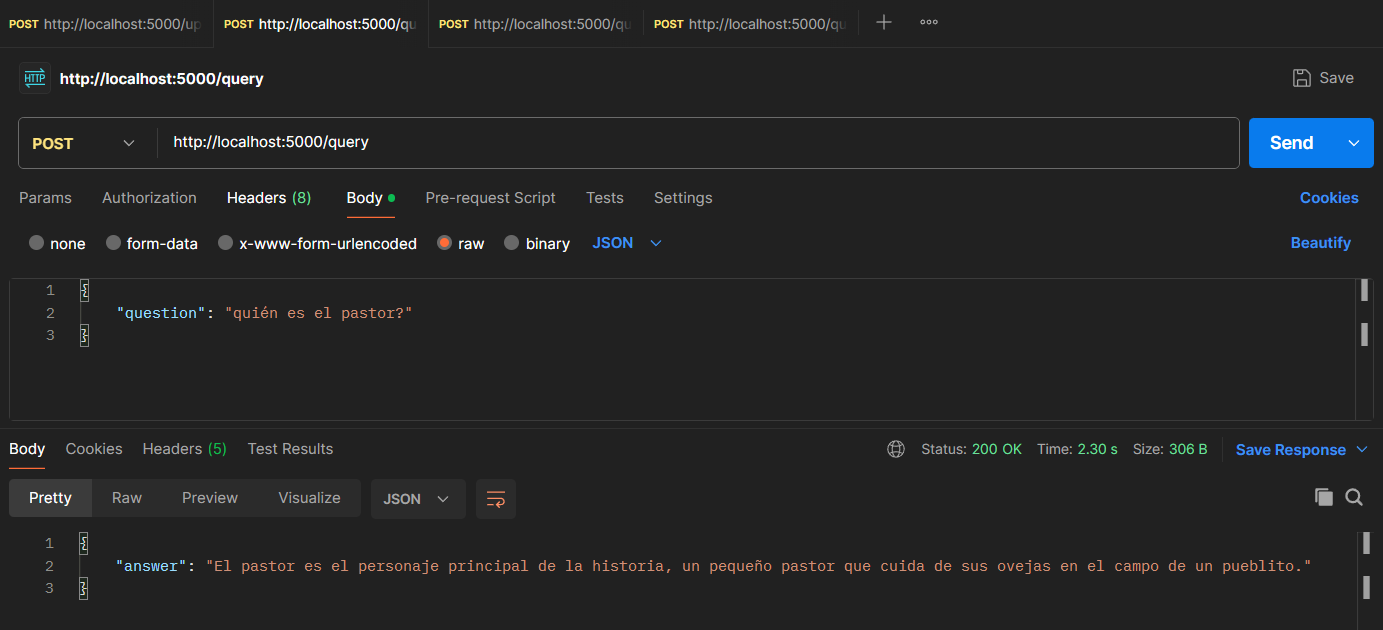 POST http://localhost:5000/up POST http://localhost:5000/qu POST http://localhost:5000/qu POST http://localhost:5000/qu
HTTP http://localhost:5000/query Save
POST http://localhost:5000/query Send
Params Authorization Headers (8) Body Pre-request Script Tests Settings Cookies
none form-data x-www-form-urlencoded raw binary JSON Beautify
1 {
2 "question": "quién es el pastor?"
3 }
Body Cookies Headers (5) Test Results Status: 200 OK Time: 2.30 s Size: 306 B Save Response
Pretty Raw Preview Visualize JSON
1 {
2 "answer": "El pastor es el personaje principal de la historia, un pequeño pastor que cuida de sus ovejas en el campo de un pueblito."
3 }